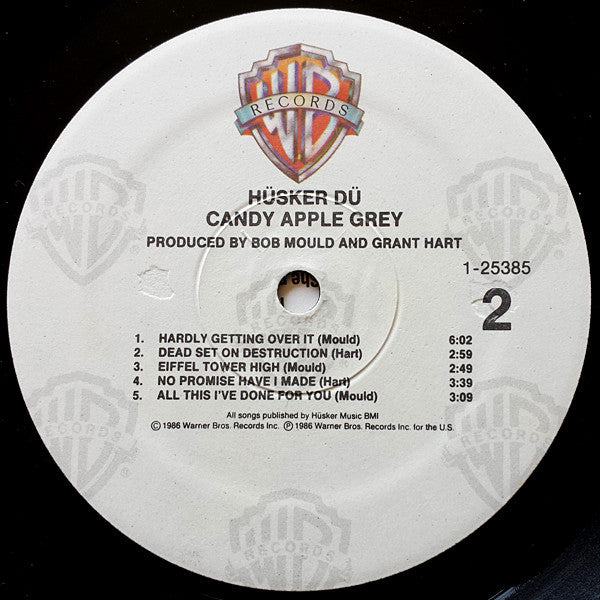 WB
RECORDS
HÜSKER DÜ
CANDY APPLE GREY
PRODUCED BY BOB MOULD AND GRANT HART
1-25385
2
1. HARDLY GETTING OVER IT (Mould) 6:02
2. DEAD SET ON DESTRUCTION (Hart) 2:59
3. EIFFEL TOWER HIGH (Mould) 2:49
4. NO PROMISE HAVE I MADE (Hart) 3:39
5. ALL THIS I'VE DONE FOR YOU (Mould) 3:09
All songs published by Hüsker Music BMI
© 1986 Warner Bros. Records Inc. ℗ 1986 Warner Bros. Records Inc. for the U.S.